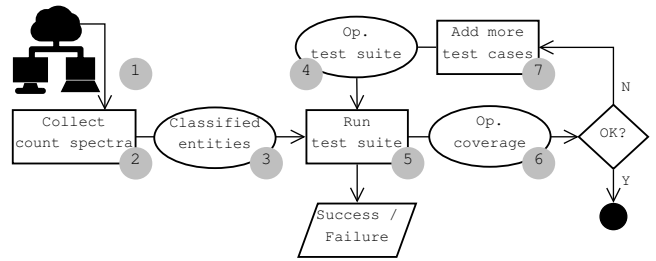 1
Collect
count spectra
2
Classified
entities
3
Op.
test suite
4
Run
test suite
5
Op.
coverage
6
Add more
test cases
7
OK?
N
Y
Success /
Failure